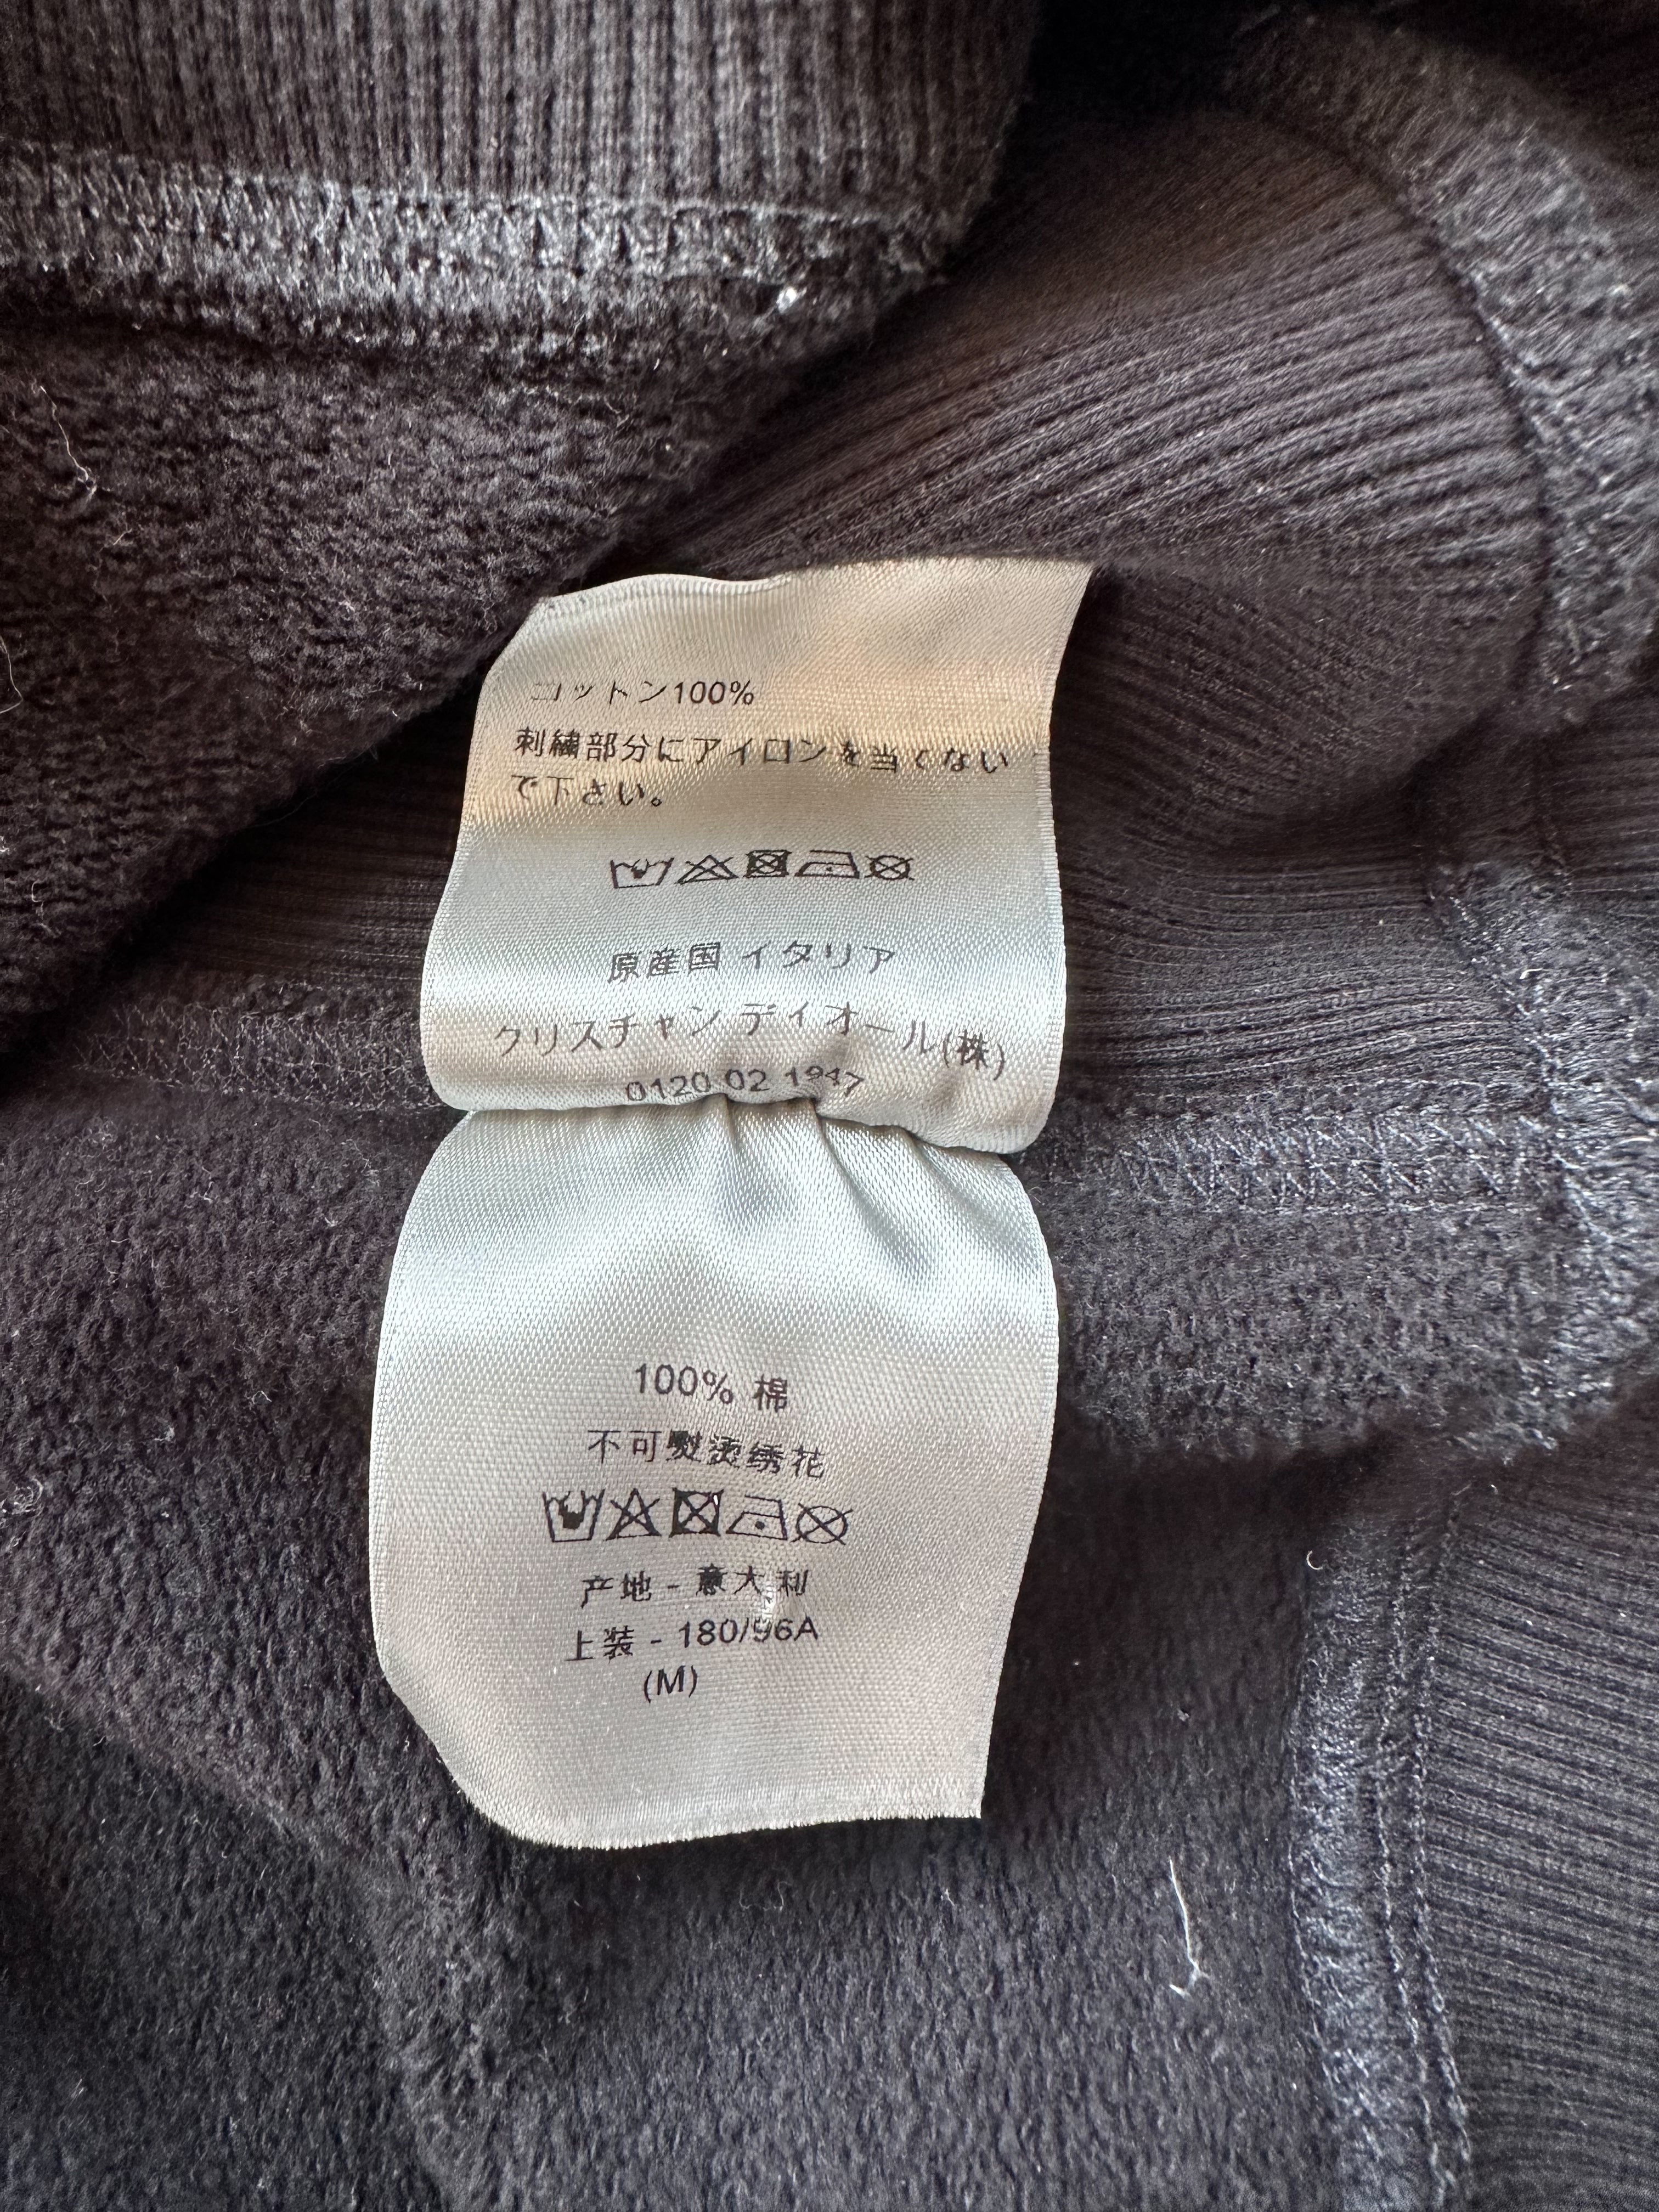 コットン100%
刺繍部分にアイロンを当てない
で下さい。
原産国 イタリア
クリスチャン ディオール(株)
0120 02 1947
100% 棉
不可熨烫绣花
产地 - 意大利
上装 - 180/96A
(M)